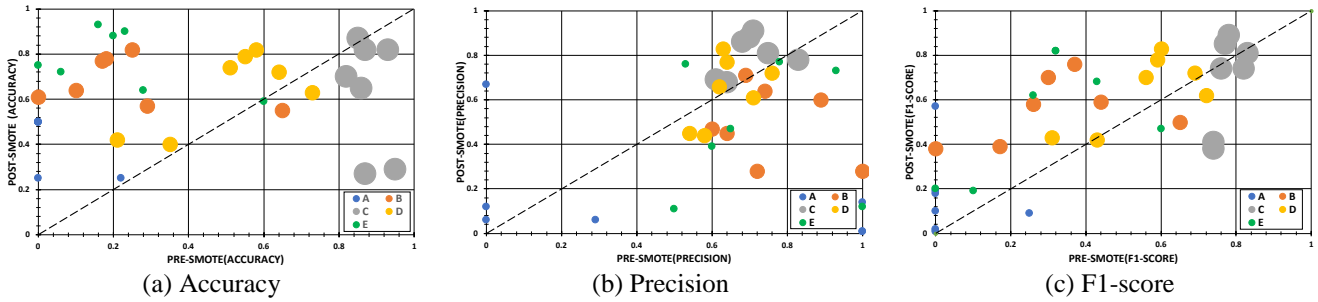 1
0.8
0.6
0.4
0.2
0
0 0.2 0.4 0.6 0.8 1
POST-SMOTE (ACCURACY)
PRE-SMOTE(ACCURACY)
A B
C D
E
(a) Accuracy
1
0.8
0.6
0.4
0.2
0
0 0.2 0.4 0.6 0.8 1
POST-SMOTE(PRECISION)
PRE-SMOTE(PRECISION)
A B
C D
E
(b) Precision
1
0.8
0.6
0.4
0.2
0
0 0.2 0.4 0.6 0.8 1
POST-SMOTE(F1-SCORE)
PRE-SMOTE(F1-SCORE)
A B
C D
E
(c) F1-score